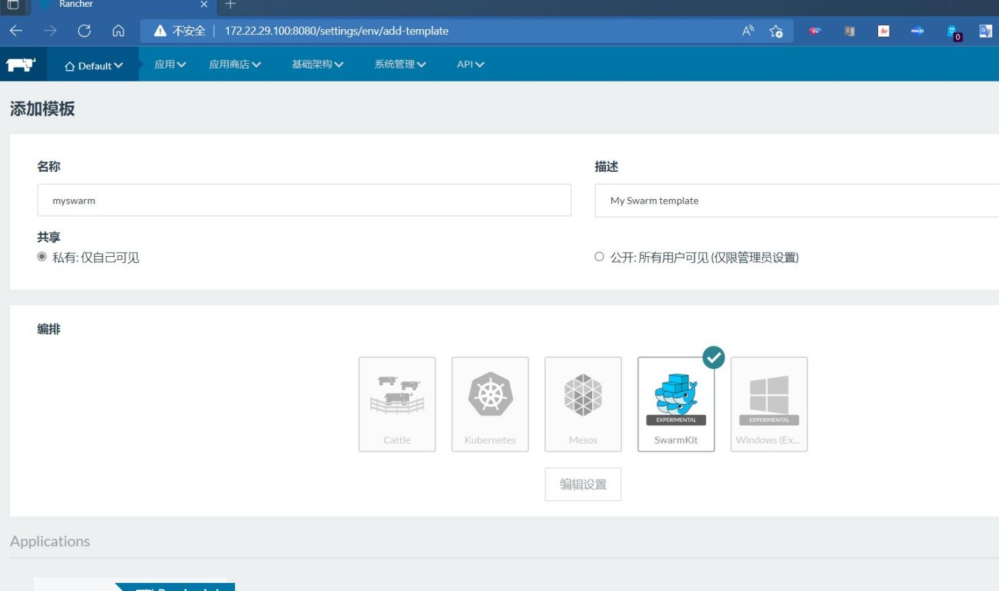 Rancher
不安全 172.22.29.100:8080/settings/env/add-template
Default 应用 应用商店 基础架构 系统管理 API
添加模板
名称 描述
myswarm My Swarm template
共享
私有: 仅自己可见 公开: 所有用户可见 (仅限管理员设置)
编排
EXPERIMENTAL EXPERIMENTAL
Cattle Kubernetes Mesos SwarmKit Windows (Ex...
编辑设置
Applications